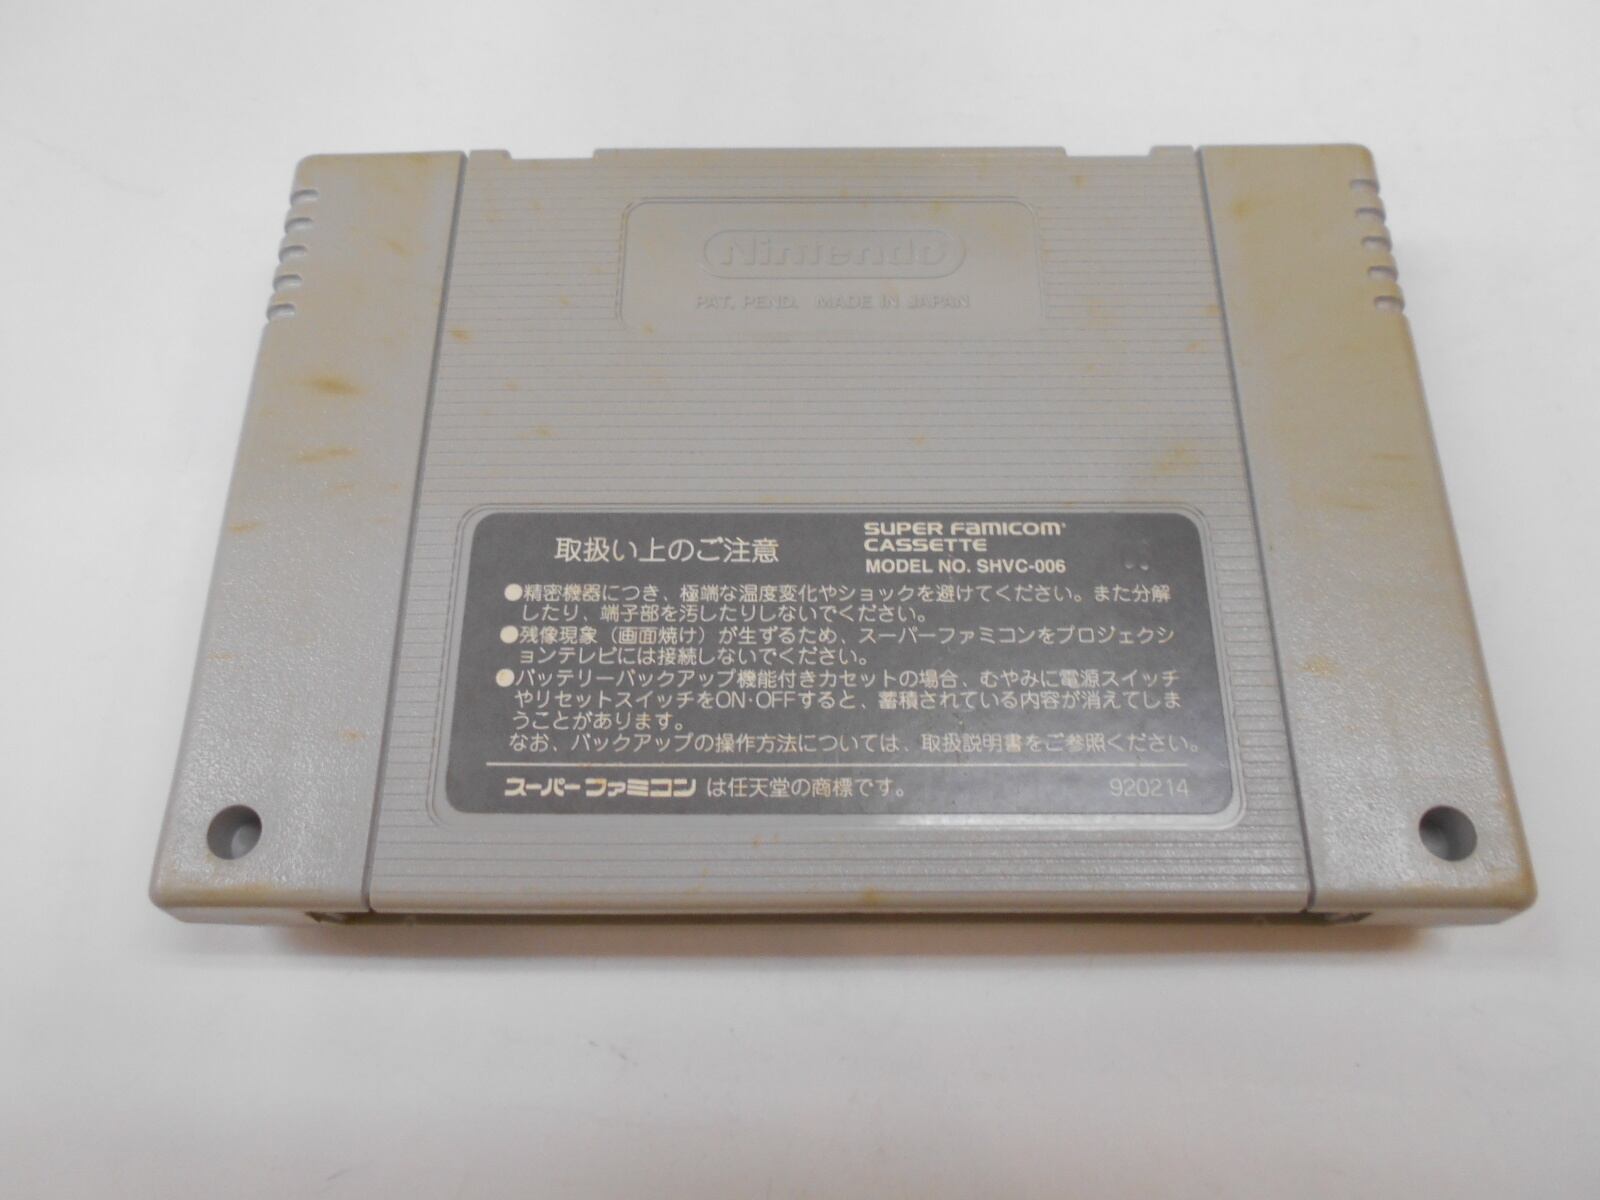 Nintendo
PAT. PEND. MADE IN JAPAN
取扱い上のご注意
SUPER FAMICOM
CASSETTE
MODEL NO. SHVC-006
●精密機器につき、極端な温度変化やショックを避けてください。また分解
したり、端子部を汚したりしないでください。
●残像現象（画面焼け）が生ずるため、スーパーファミコンをプロジェクシ
ョンテレビには接続しないでください。
●バッテリーバックアップ機能付きカセットの場合、むやみに電源スイッチ
やリセットスイッチをON・OFFすると、蓄積されている内容が消えてしま
うことがあります。
なお、バックアップの操作方法については、取扱説明書をご参照ください。
スーパーファミコン は任天堂の商標です。
920214